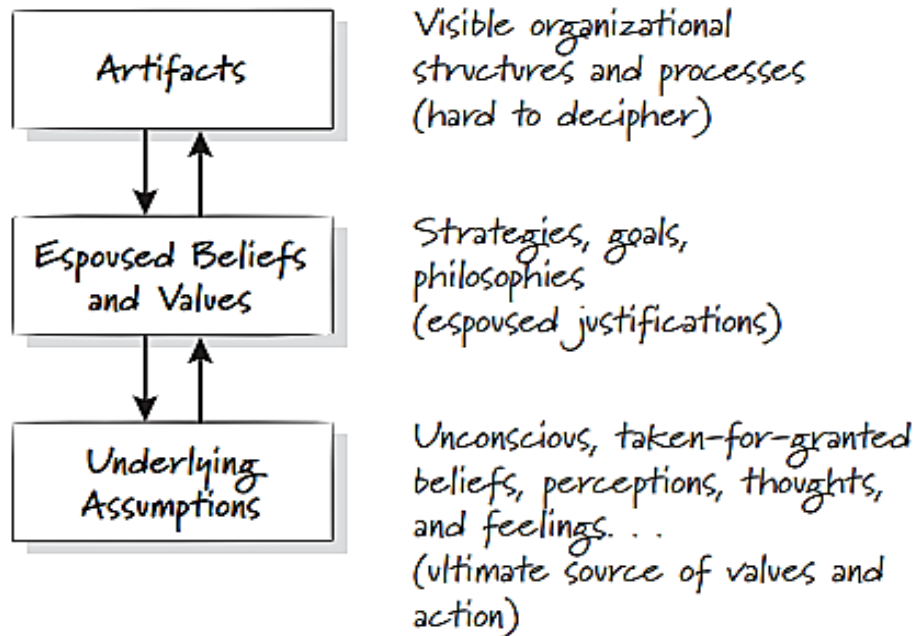 Artifacts
Visible organizational
structures and processes
(hard to decipher)
Espoused Beliefs
and Values
Strategies, goals,
philosophies
(espoused justifications)
Underlying
Assumptions
Unconscious, taken-for-granted
beliefs, perceptions, thoughts,
and feelings. . .
(ultimate source of values and
action)